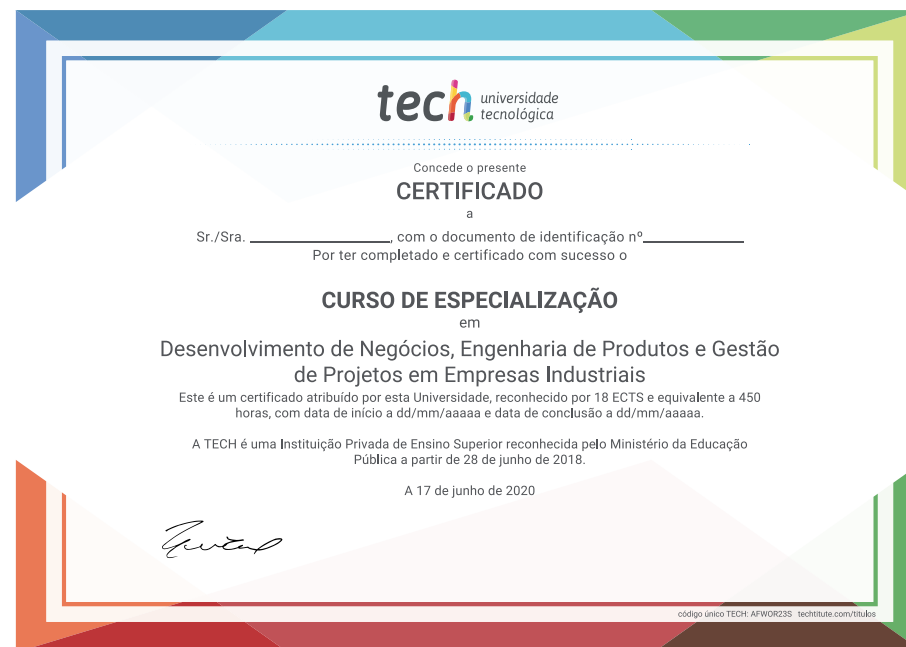 tech universidade
tecnológica
Concede o presente
CERTIFICADO
a
Sr./Sra. , com o documento de identificação nº
Por ter completado e certificado com sucesso o
CURSO DE ESPECIALIZAÇÃO
em
Desenvolvimento de Negócios, Engenharia de Produtos e Gestão
de Projetos em Empresas Industriais
Este é um certificado atribuído por esta Universidade, reconhecido por 18 ECTS e equivalente a 450
horas, com data de início a dd/mm/aaaaa e data de conclusão a dd/mm/aaaaa.
A TECH é uma Instituição Privada de Ensino Superior reconhecida pelo Ministério da Educação
Pública a partir de 28 de junho de 2018.
A 17 de junho de 2020
código único TECH: AFWOR23S techtitute.com/titulos